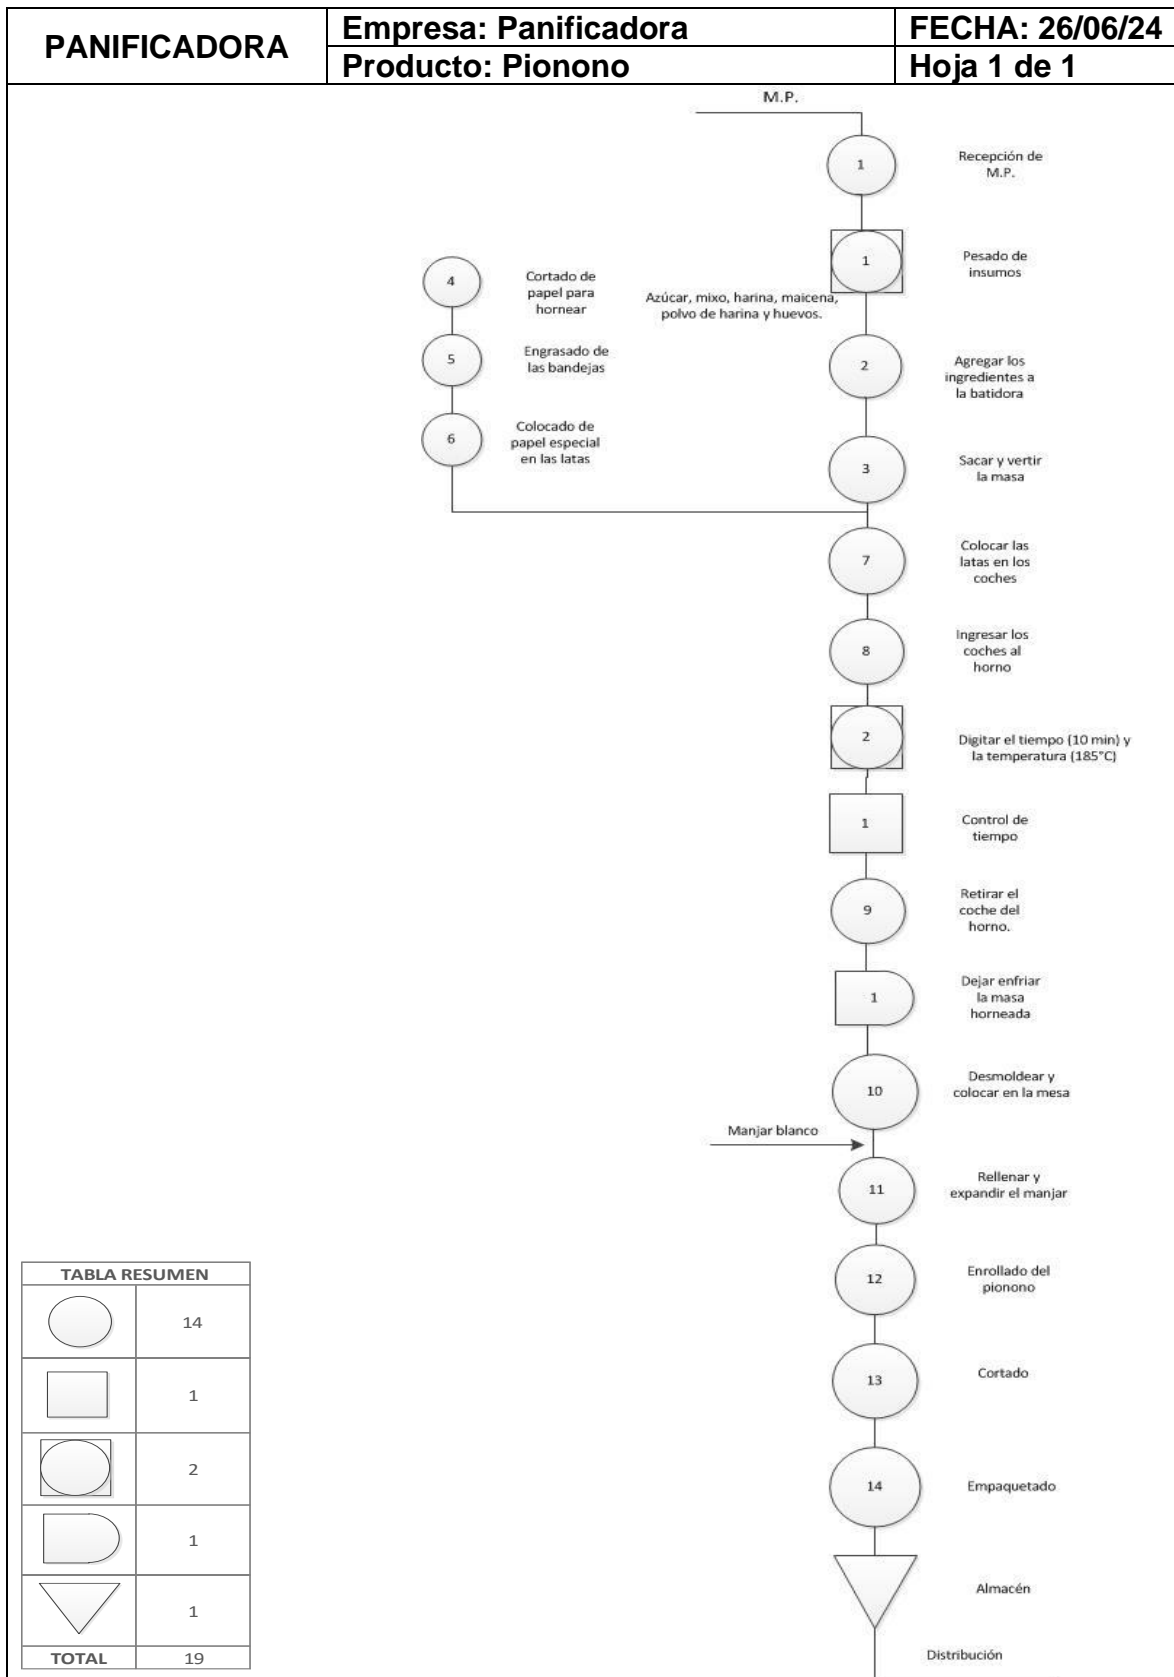 PANIFICADORA
Empresa: Panificadora
FECHA: 26/06/24
Producto: Pionono
Hoja 1 de 1
M.P.
1
Recepción de
M.P.
1
Pesado de
insumos
4
Cortado de
papel para
hornear
Azúcar, mixo, harina, maicena,
polvo de harina y huevos.
5
Engrasado de
las bandejas
2
Agregar los
ingredientes a
la batidora
6
Colocado de
papel especial
en las latas
3
Sacar y vertir
la masa
7
Colocar las
latas en los
coches
8
Ingresar los
coches al
horno
2
Digitar el tiempo (10 min) y
la temperatura (185°C)
1
Control de
tiempo
9
Retirar el
coche del
horno.
1
Dejar enfriar
la masa
horneada
10
Desmoldear y
colocar en la mesa
Manjar blanco
11
Rellenar y
expandir el manjar
12
Enrollado del
pionono
13
Cortado
14
Empaquetado
Almacén
Distribución
TABLA RESUMEN
14
1
2
1
1
TOTAL 19